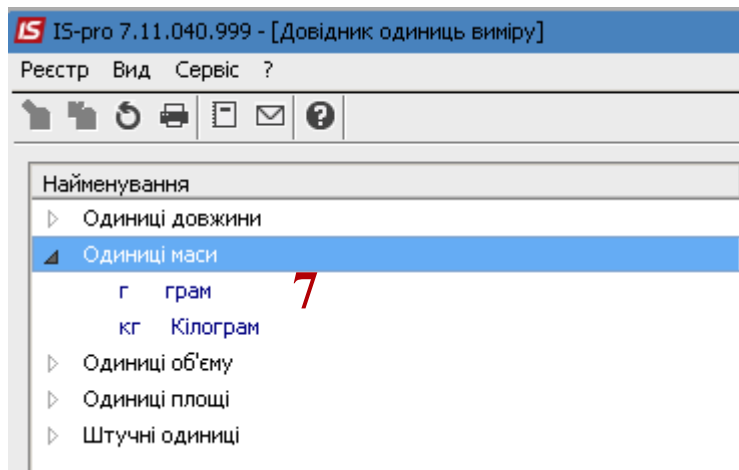 IS IS-pro 7.11.040.999 - [Довідник одиниць виміру]
Реєстр Вид Сервіс ?
Найменування
Одиниці довжини
Одиниці маси
г грам
7
кг Кілограм
Одиниці об'єму
Одиниці площі
Штучні одиниці